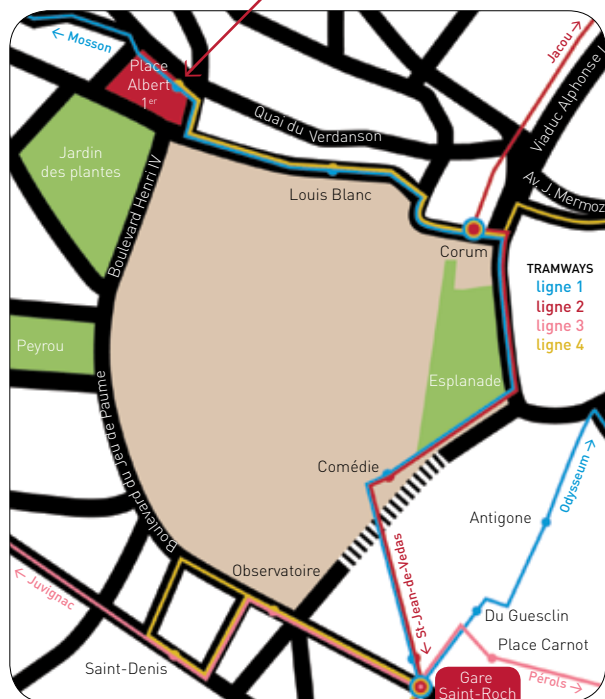 ← Mosson
Place
Albert
1er
Quai du Verdanson
Jacou →
Viaduc Alphonse
Jardin
des plantes
Boulevard Henri IV
Louis Blanc
Av. J. Mermoz
Corum
TRAMWAYS
ligne 1
ligne 2
ligne 3
ligne 4
Peyrou
Esplanade
Boulevard du Jeu de Paume
Comédie
Odysseum →
Antigone
Observatoire
← Juvignac
St-Jean-de-Vedas →
Du Guesclin
Place Carnot
Saint-Denis
Gare
Saint-Roch
Pérols →